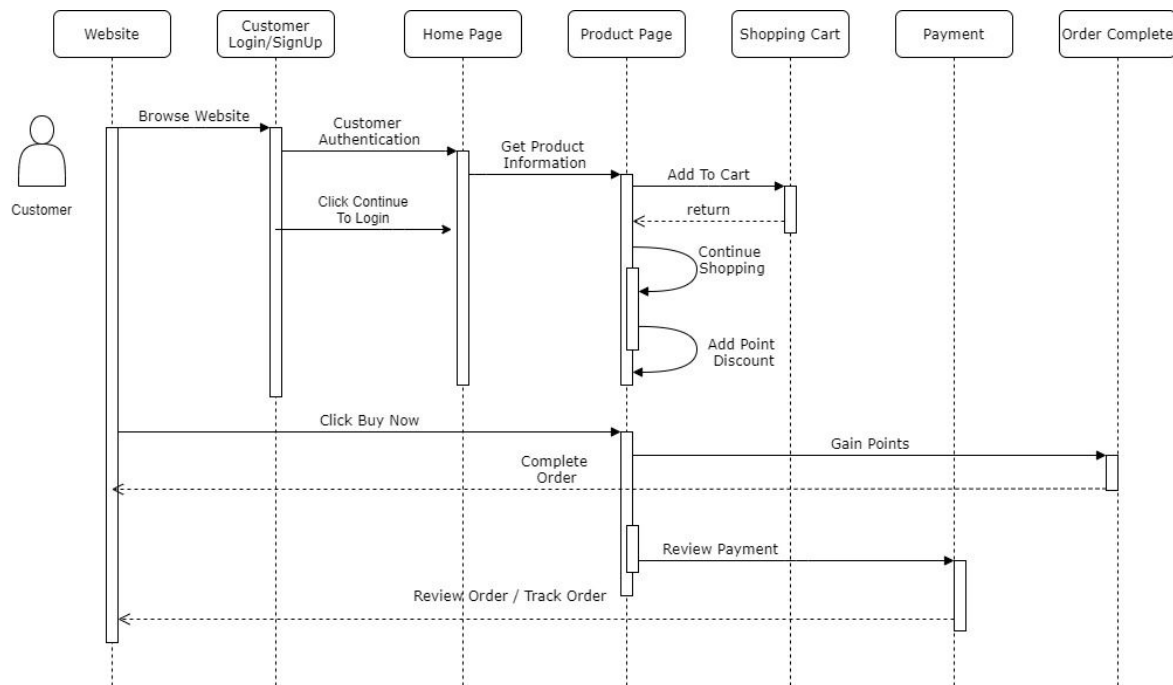 Website
Customer
Login/SignUp
Home Page
Product Page
Shopping Cart
Payment
Order Complete
Browse Website
Customer
Authentication
Get Product
Information
Add To Cart
Customer
Click Continue
To Login
return
Continue
Shopping
Add Point
Discount
Click Buy Now
Gain Points
Complete
Order
Review Payment
Review Order / Track Order